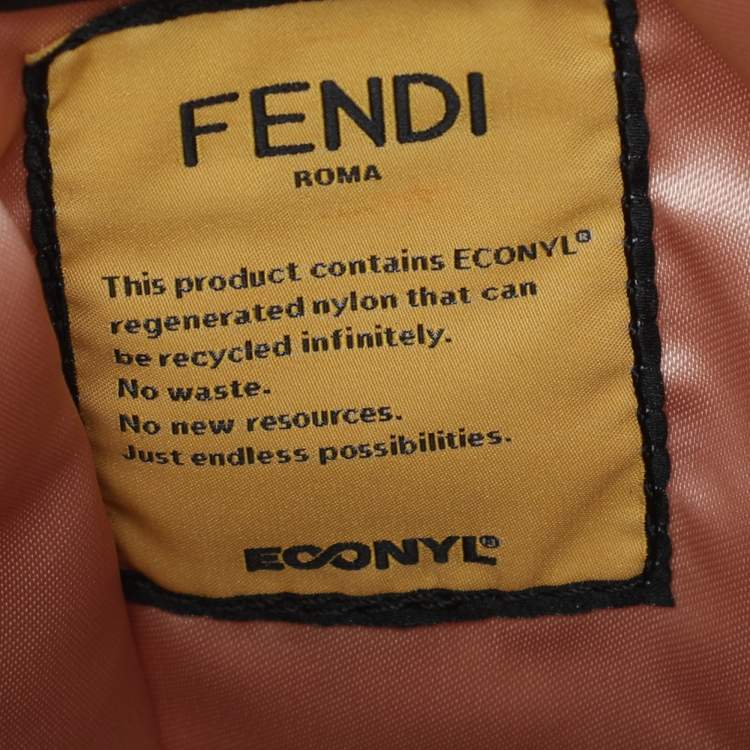 FENDI
ROMA
This product contains ECONYL®
regenerated nylon that can
be recycled infinitely.
No waste.
No new resources.
Just endless possibilities.
ECONYL®